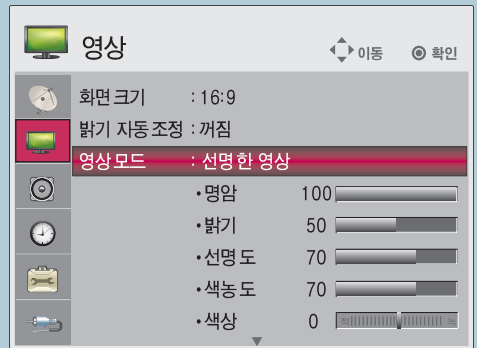 영상
이동 확인
화면 크기 : 16:9
밝기 자동 조정 : 꺼짐
영상 모드 : 선명한 영상
•명암 100
•밝기 50
•선명도 70
•색농도 70
•색상 0 적 녹